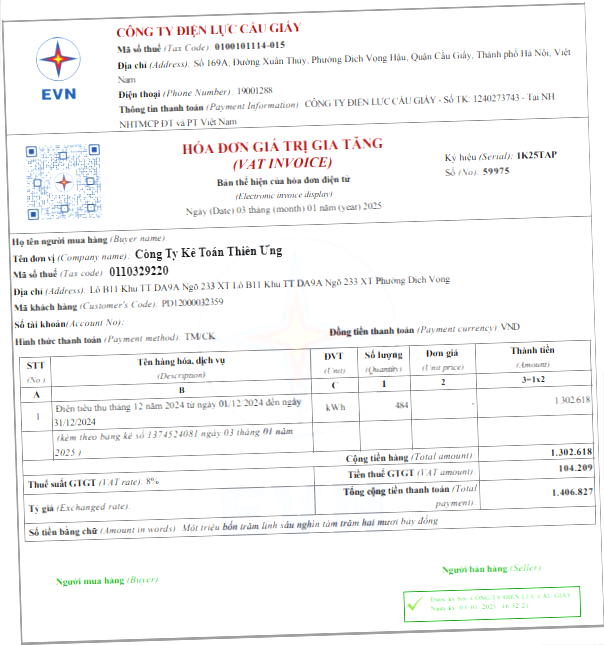 CÔNG TY ĐIỆN LỰC CẦU GIẤY
Mã số thuế (Tax Code): 0100101114-015
Địa chỉ (Address): Số 169A, Đường Xuân Thủy, Phường Dịch Vọng Hậu, Quận Cầu Giấy, Thành phố Hà Nội, Việt
Nam
Điện thoại (Phone Number): 19001288
Thông tin thanh toán (Payment Information) CÔNG TY ĐIỆN LỰC CẦU GIẤY - Số TK: 1240273743 - Tại NH
NHTMCP ĐT và PT Việt Nam
EVN
HÓA ĐƠN GIÁ TRỊ GIA TĂNG
(VAT INVOICE)
Bản thể hiện của hóa đơn điện tử
(Electronic invoice display)
Ngày (Date) 03 tháng (month) 01 năm (year) 2025
Ký hiệu (Serial): 1K25TAP
Số (No): 59975
Họ tên người mua hàng (Buyer name)
Tên đơn vị (Company name): Công Ty Kế Toán Thiên Ưng
Mã số thuế (Tax code) 0110329220
Địa chỉ (Address): Lô B11 Khu TT DA9A Ngõ 233 XT Lô B11 Khu TT DA9A Ngõ 233 XT Phường Dịch Vọng
Mã khách hàng (Customer's Code): PD12000032359
Số tài khoản (Account No):
Hình thức thanh toán (Payment method) TM/CK
Đồng tiền thanh toán (Payment currency) VND
STT Tên hàng hóa, dịch vụ ĐVT Số lượng Đơn giá Thành tiền
(No.) (Description) (Unit) (Quantity) (Unit price) (Amount)
A B C 1 2 3=1x2
1 Điện tiêu thụ tháng 12 năm 2024 từ ngày 01/12/2024 đến ngày kWh 484 - 1.302.618
31/12/2024
(kèm theo bảng kê số 1374524081 ngày 03 tháng 01 năm
2025 )
Cộng tiền hàng (Total amount) 1.302.618
Thuế suất GTGT (VAT rate) 8% Tiền thuế GTGT (VAT amount) 104.209
Tỷ giá (Exchanged rate) Tổng cộng tiền thanh toán (Total 1.406.827
payment)
Số tiền bằng chữ (Amount in words) Một triệu bốn trăm linh sáu nghìn tám trăm hai mươi bảy đồng
Người mua hàng (Buyer)
Người bán hàng (Seller)
Được ký bởi: CÔNG TY ĐIỆN LỰC CẦU GIẤY
Ngày ký: 03/01/2025 16:52:21